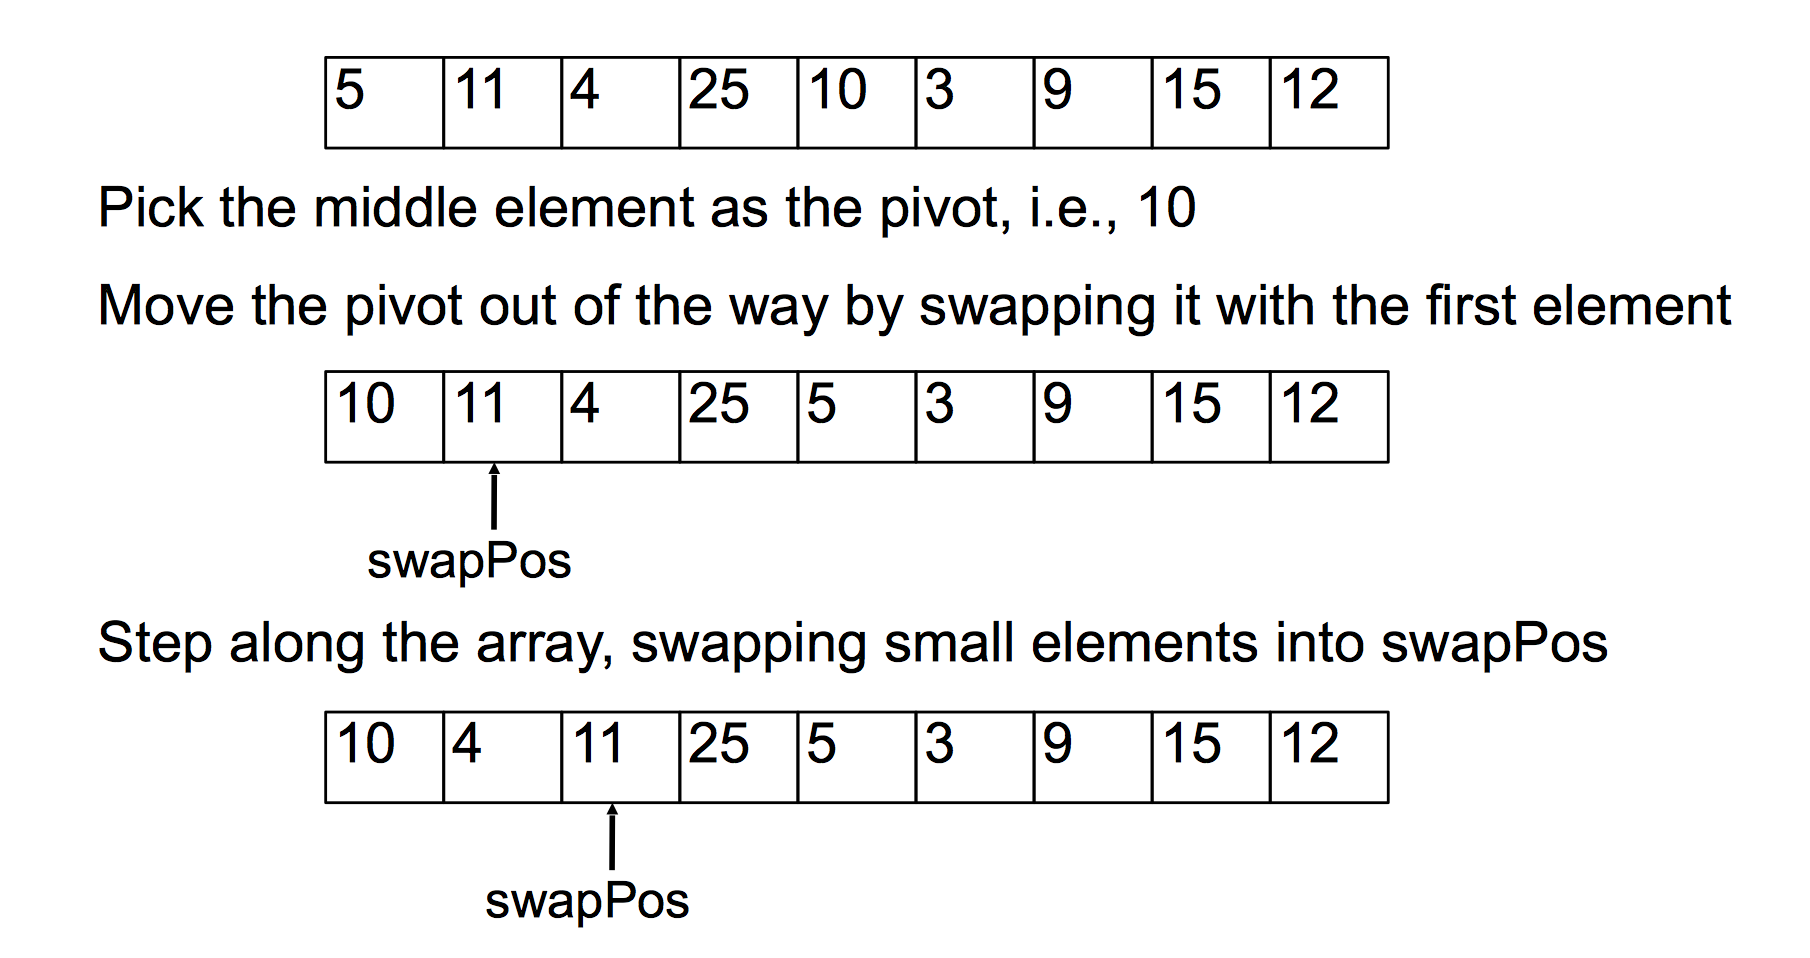 5 11 4 25 10 3 9 15 12
Pick the middle element as the pivot, i.e., 10
Move the pivot out of the way by swapping it with the first element
10 11 4 25 5 3 9 15 12
swapPos
Step along the array, swapping small elements into swapPos
10 4 11 25 5 3 9 15 12
swapPos